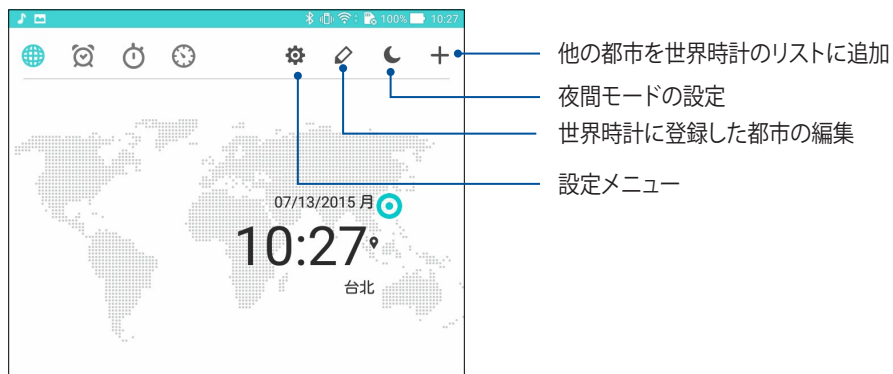 100%
10:27
他の都市を世界時計のリストに追加
夜間モードの設定
世界時計に登録した都市の編集
設定メニュー
07/13/2015 月
10:27
台北